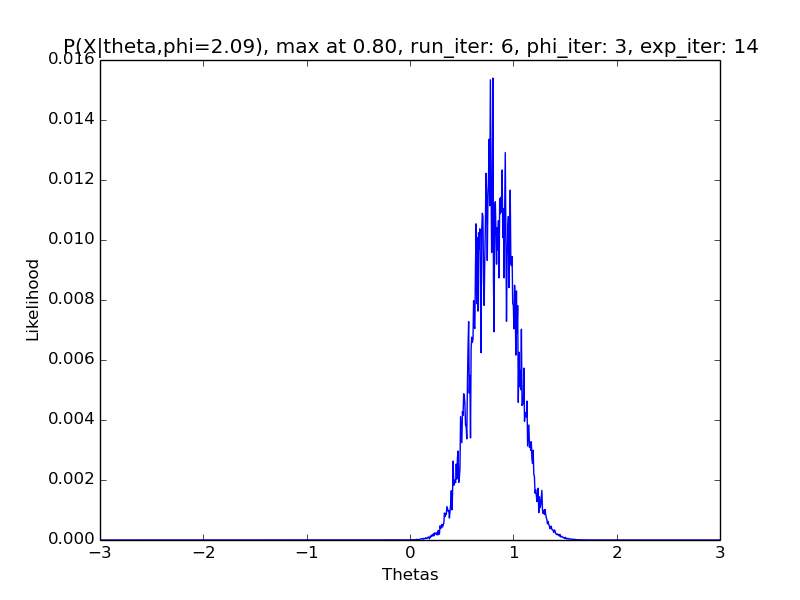 P(X|theta,phi=2.09), max at 0.80, run_iter: 6, phi_iter: 3, exp_iter: 14
0.016
0.014
0.012
0.010
0.008
0.006
0.004
0.002
0.000
Likelihood
−3 −2 −1 0 1 2 3
Thetas